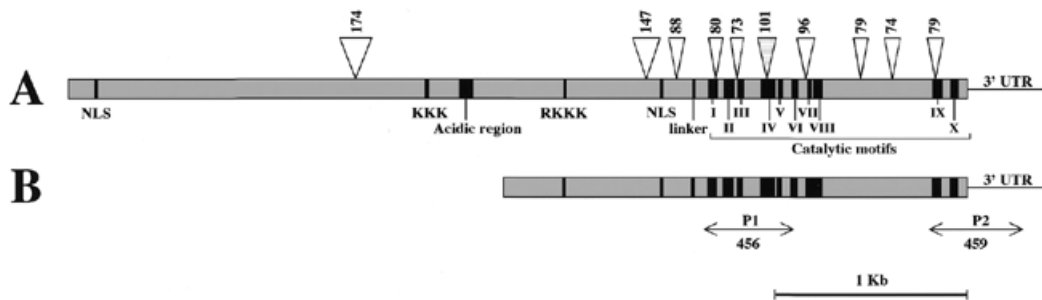 174 147 88 80 73 101 96 79 74 79
A 3' UTR
NLS KKK RKKK NLS I III V VII IX
Acidic region linker II IV VI VIII X
Catalytic motifs
B 3' UTR
P1 P2
456 459
1 Kb